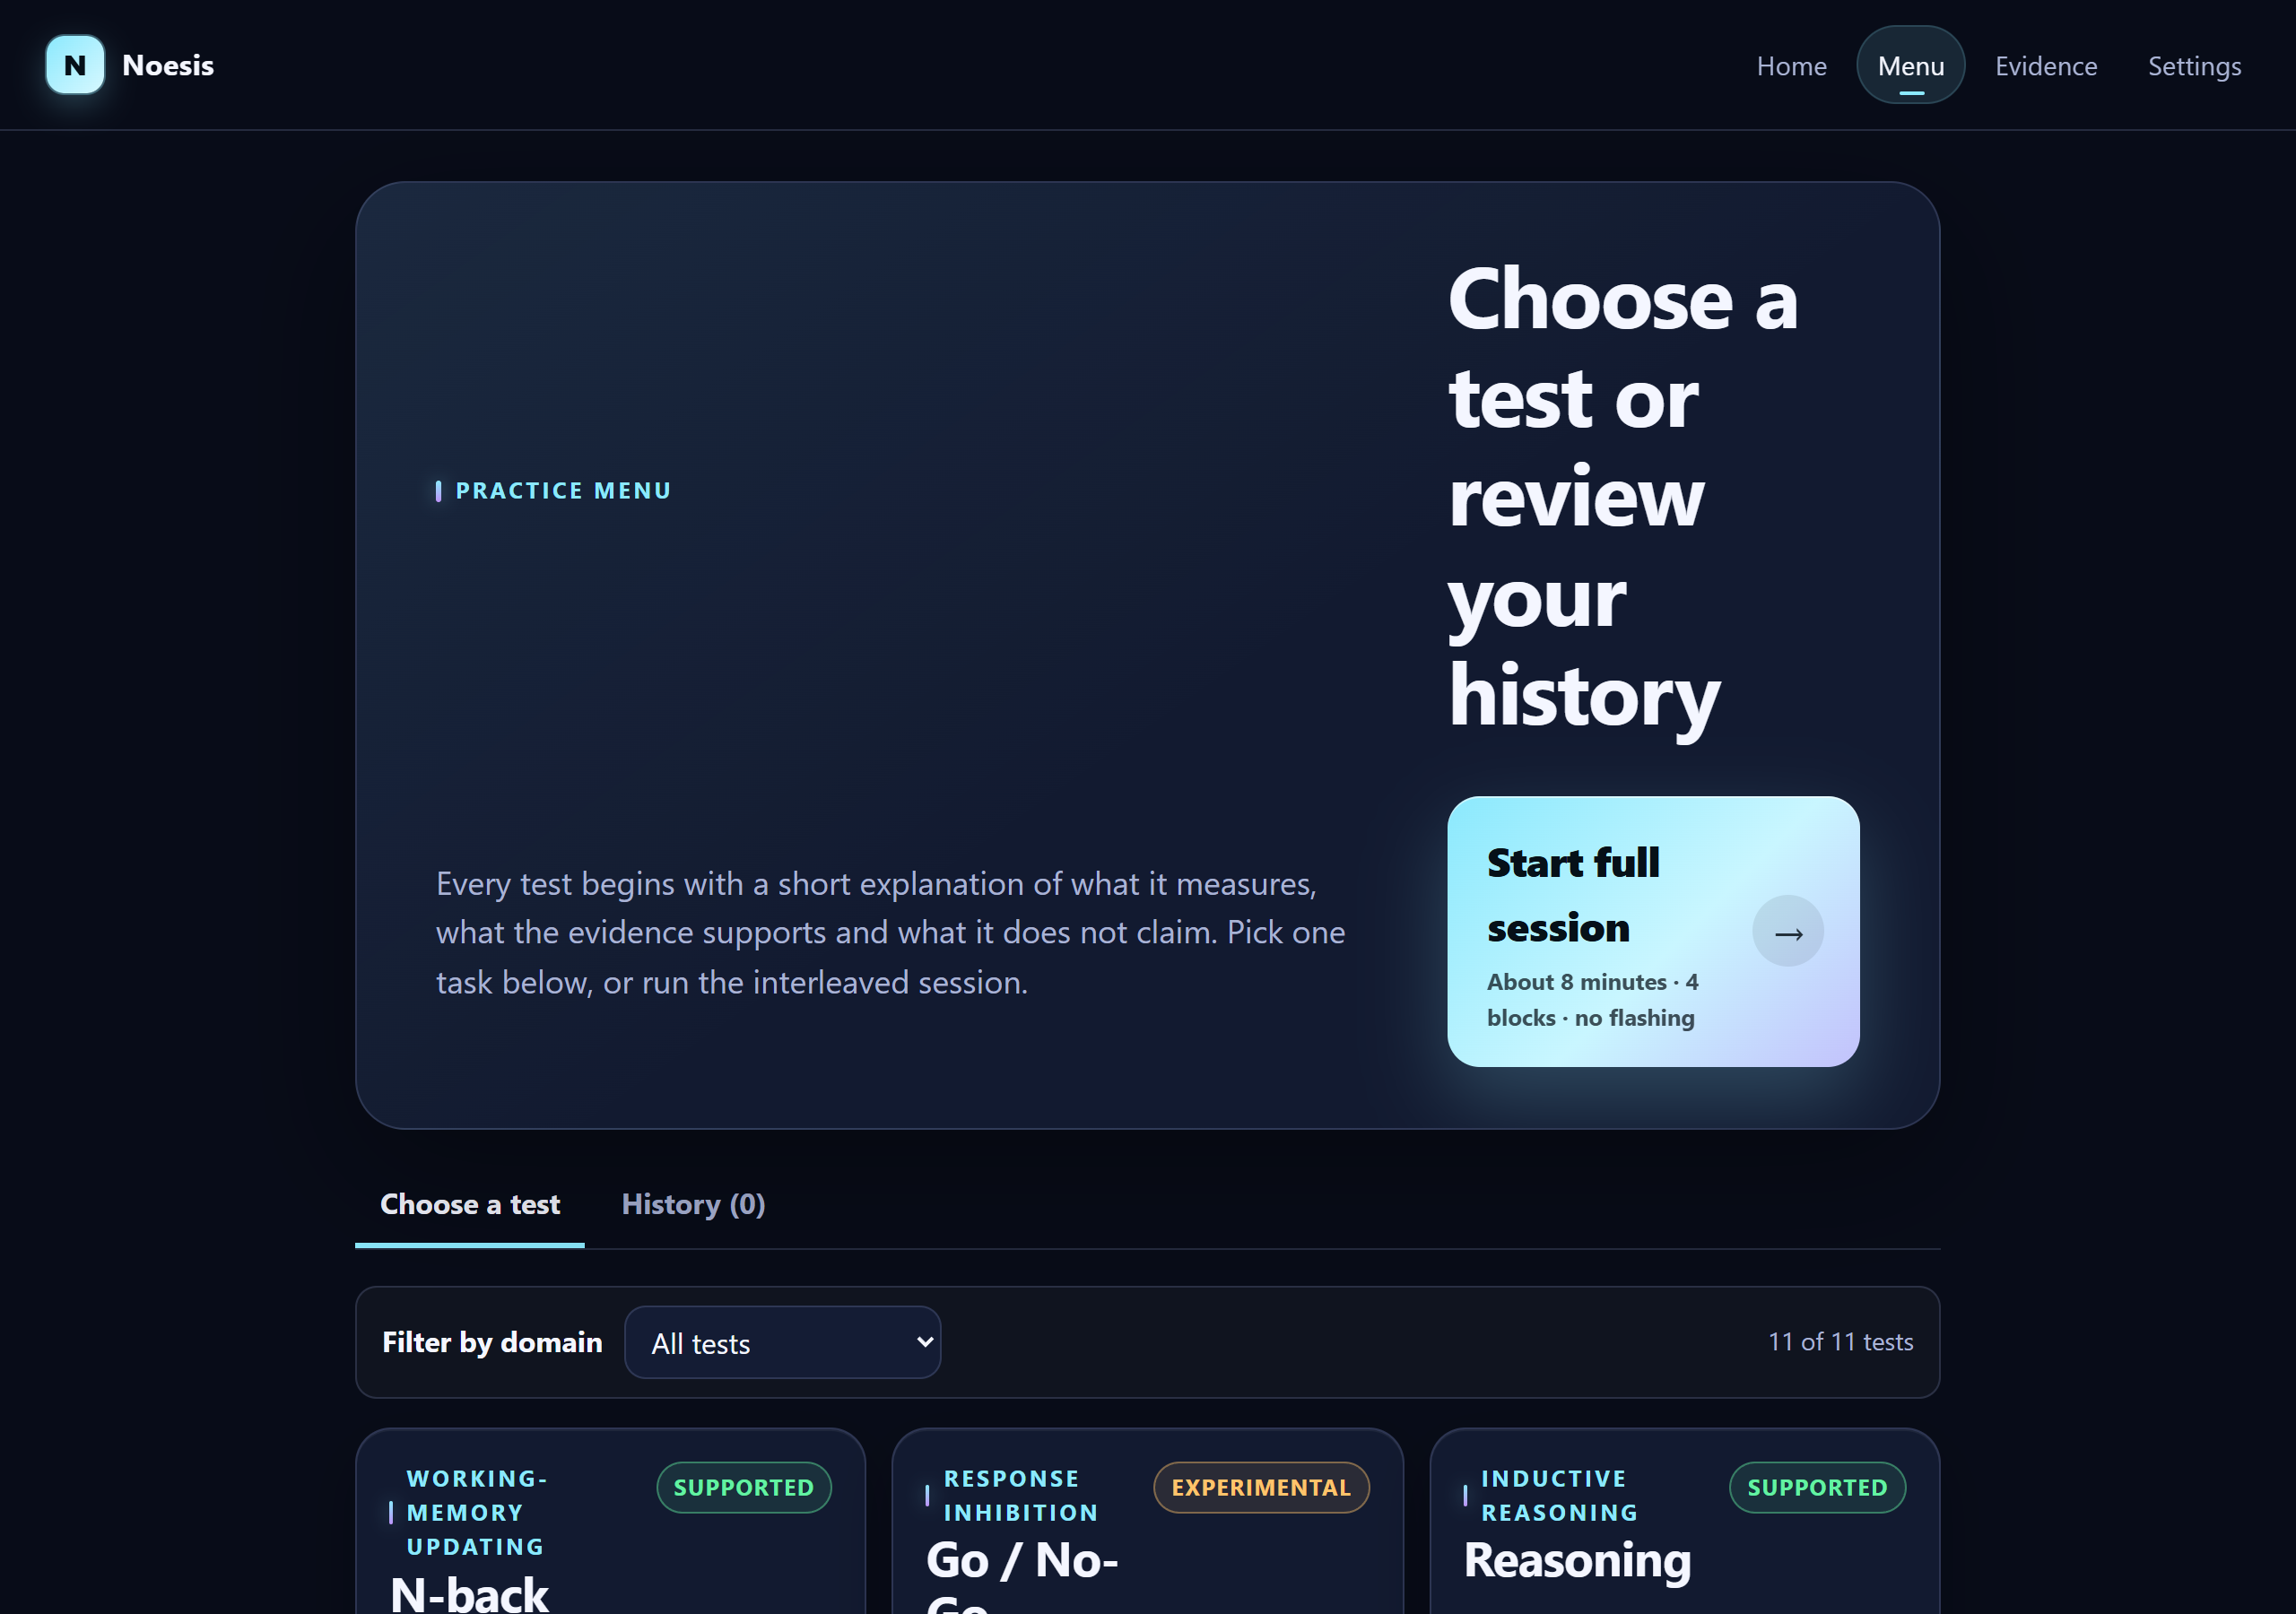 N Noesis
Home Menu Evidence Settings
PRACTICE MENU
Choose a
test or
review
your
history
Every test begins with a short explanation of what it measures,
what the evidence supports and what it does not claim. Pick one
task below, or run the interleaved session.
Start full
session
→
About 8 minutes · 4
blocks · no flashing
Choose a test History (0)
Filter by domain All tests 11 of 11 tests
WORKING-
MEMORY
UPDATING
SUPPORTED
N-back
RESPONSE
INHIBITION
EXPERIMENTAL
Go / No-
Go
INDUCTIVE
REASONING
SUPPORTED
Reasoning